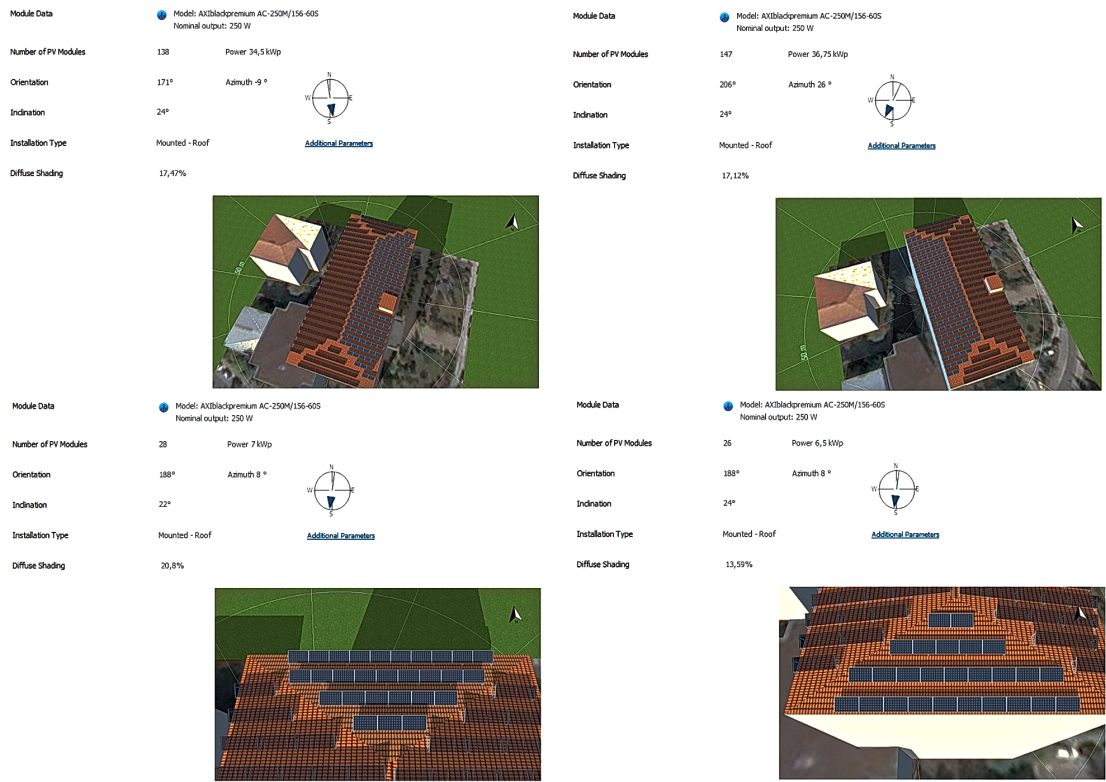 Module Data
Model: AXIblackpremium AC-250M/156-60S
Nominal output: 250 W
Number of PV Modules 138 Power 34,5 kWp
Orientation 171° Azimuth -9 °
N
W E
S
Inclination 24°
Installation Type Mounted - Roof Additional Parameters
Diffuse Shading 17,47%
50 m
Module Data
Model: AXIblackpremium AC-250M/156-60S
Nominal output: 250 W
Number of PV Modules 147 Power 36,75 kWp
Orientation 206° Azimuth 26 °
N
W E
S
Inclination 24°
Installation Type Mounted - Roof Additional Parameters
Diffuse Shading 17,12%
50 m
Module Data
Model: AXIblackpremium AC-250M/156-60S
Nominal output: 250 W
Number of PV Modules 28 Power 7 kWp
Orientation 188° Azimuth 8 °
N
W E
S
Inclination 22°
Installation Type Mounted - Roof Additional Parameters
Diffuse Shading 20,8%
Module Data
Model: AXIblackpremium AC-250M/156-60S
Nominal output: 250 W
Number of PV Modules 26 Power 6,5 kWp
Orientation 188° Azimuth 8 °
N
W E
S
Inclination 24°
Installation Type Mounted - Roof Additional Parameters
Diffuse Shading 13,59%